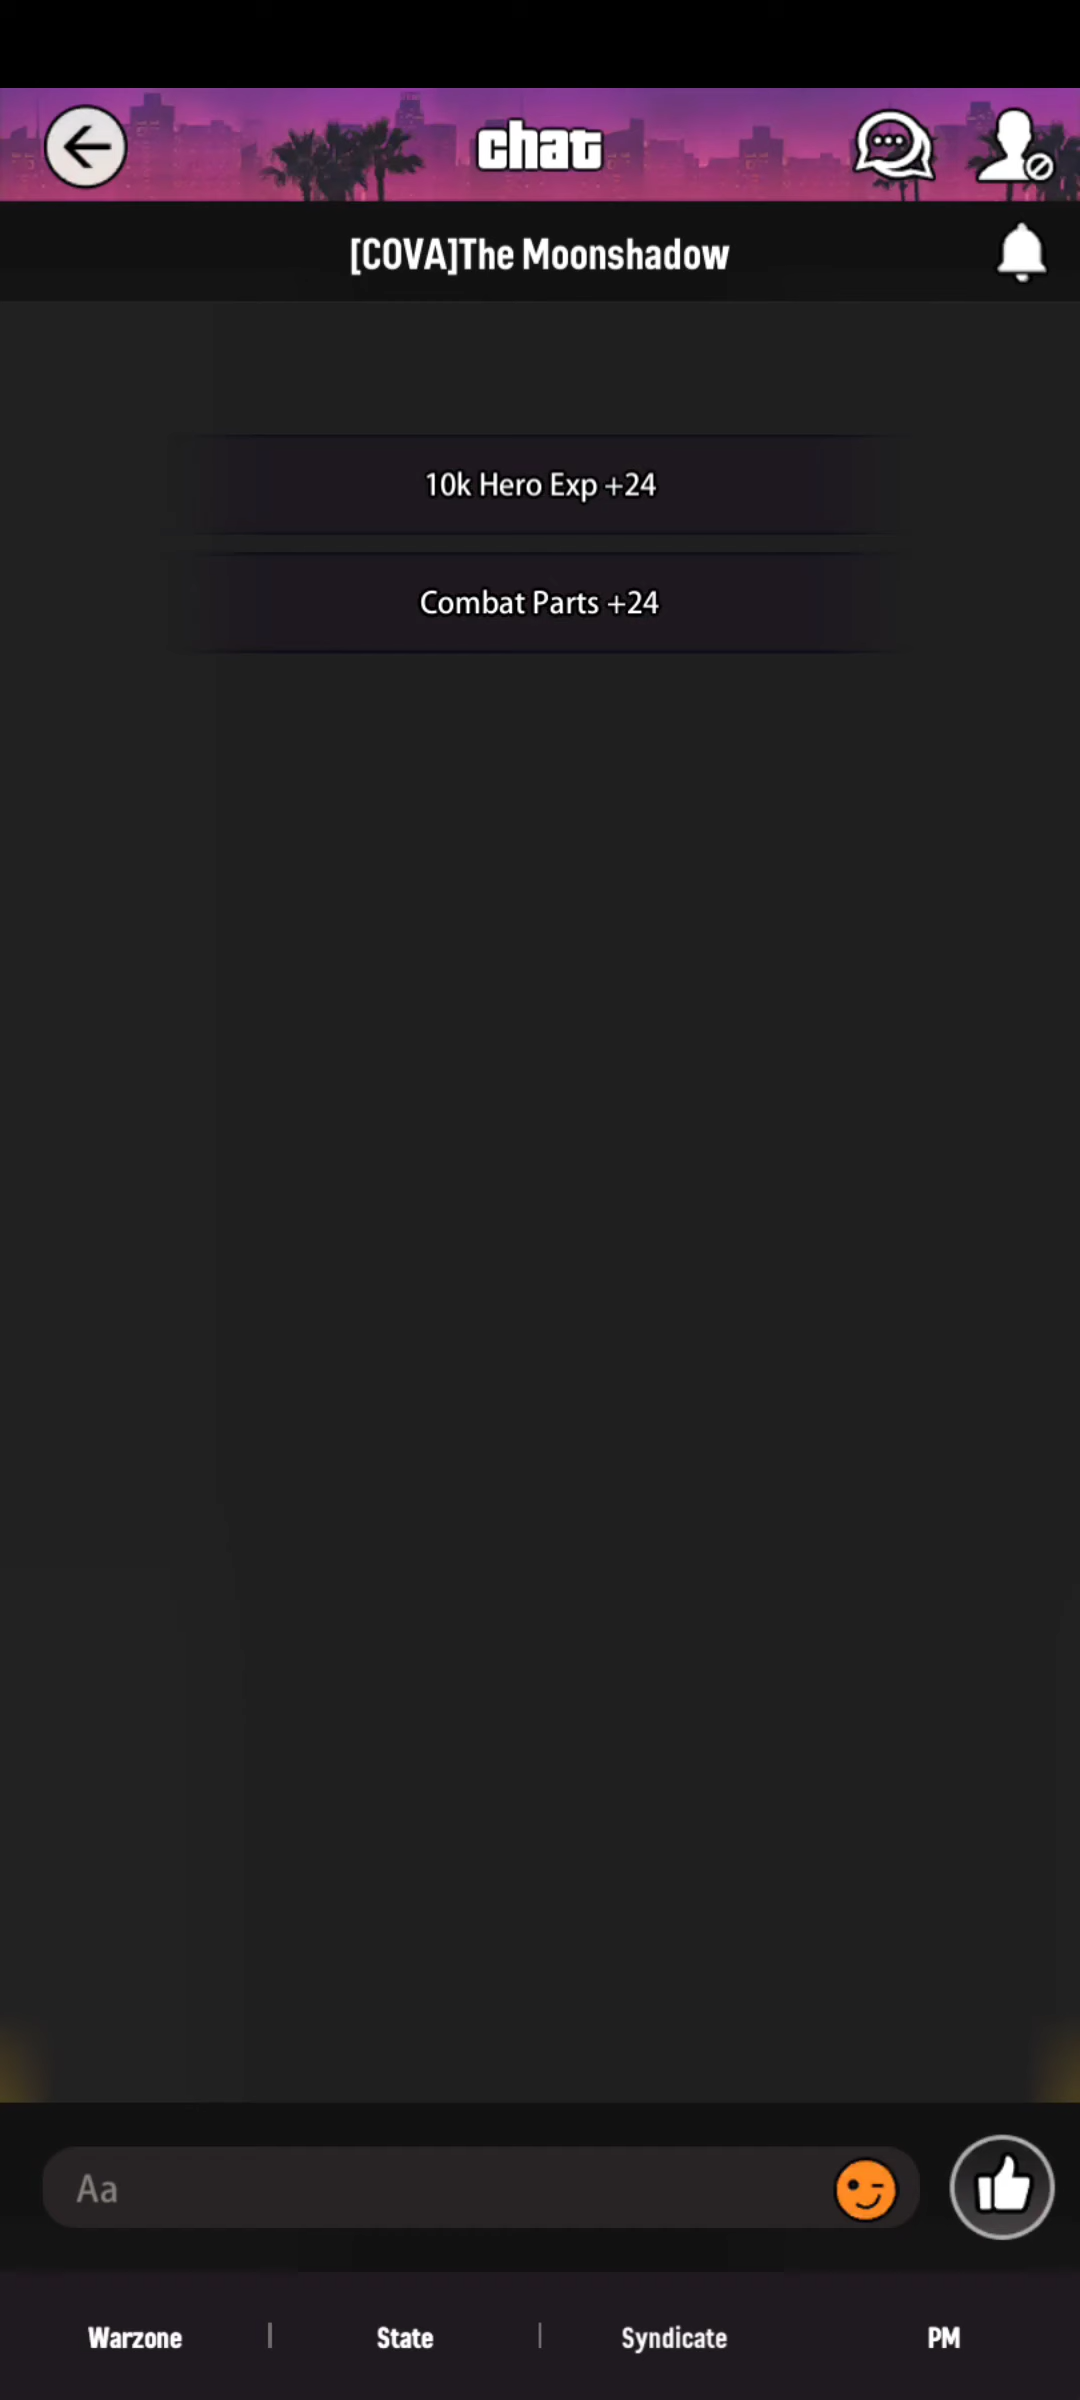 chat
[COVA]The Moonshadow
10k Hero Exp +24
Combat Parts +24
Aa
Warzone | State | Syndicate PM